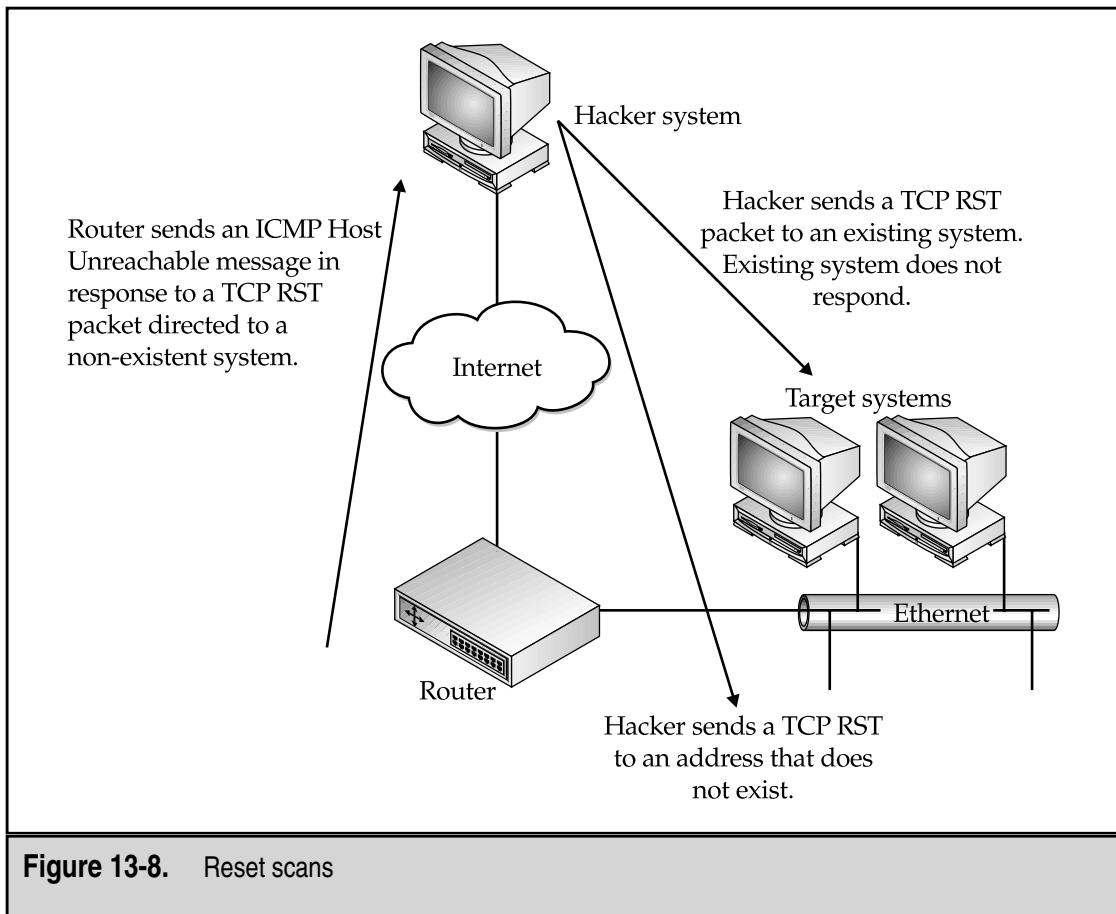 Hacker system
Router sends an ICMP Host
Unreachable message in
response to a TCP RST
packet directed to a
non-existent system.
Hacker sends a TCP RST
packet to an existing system.
Existing system does not
respond.
Internet
Target systems
Ethernet
Router
Hacker sends a TCP RST
to an address that does
not exist.
Figure 13-8. Reset scans